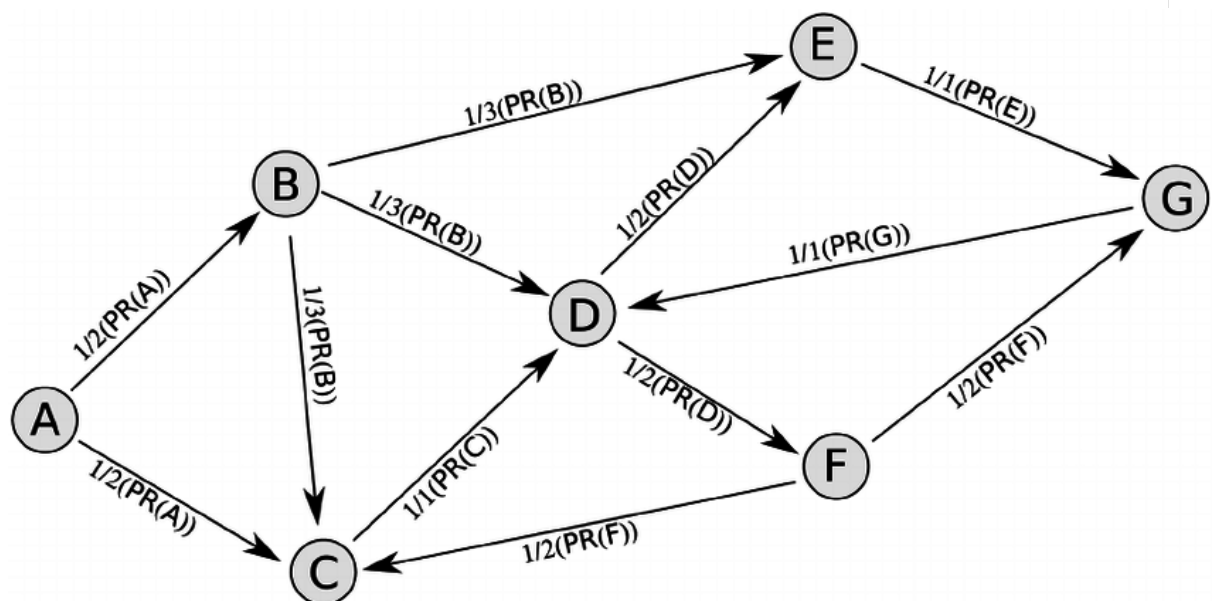 E
1/1(PR(E))
1/3(PR(B))
B
1/3(PR(B))
1/2(PR(D))
G
1/1(PR(G))
1/2(PR(A))
1/3(PR(B))
D
1/2(PR(D))
1/2(PR(F))
A
1/2(PR(A))
1/1(PR(C))
F
1/2(PR(F))
C